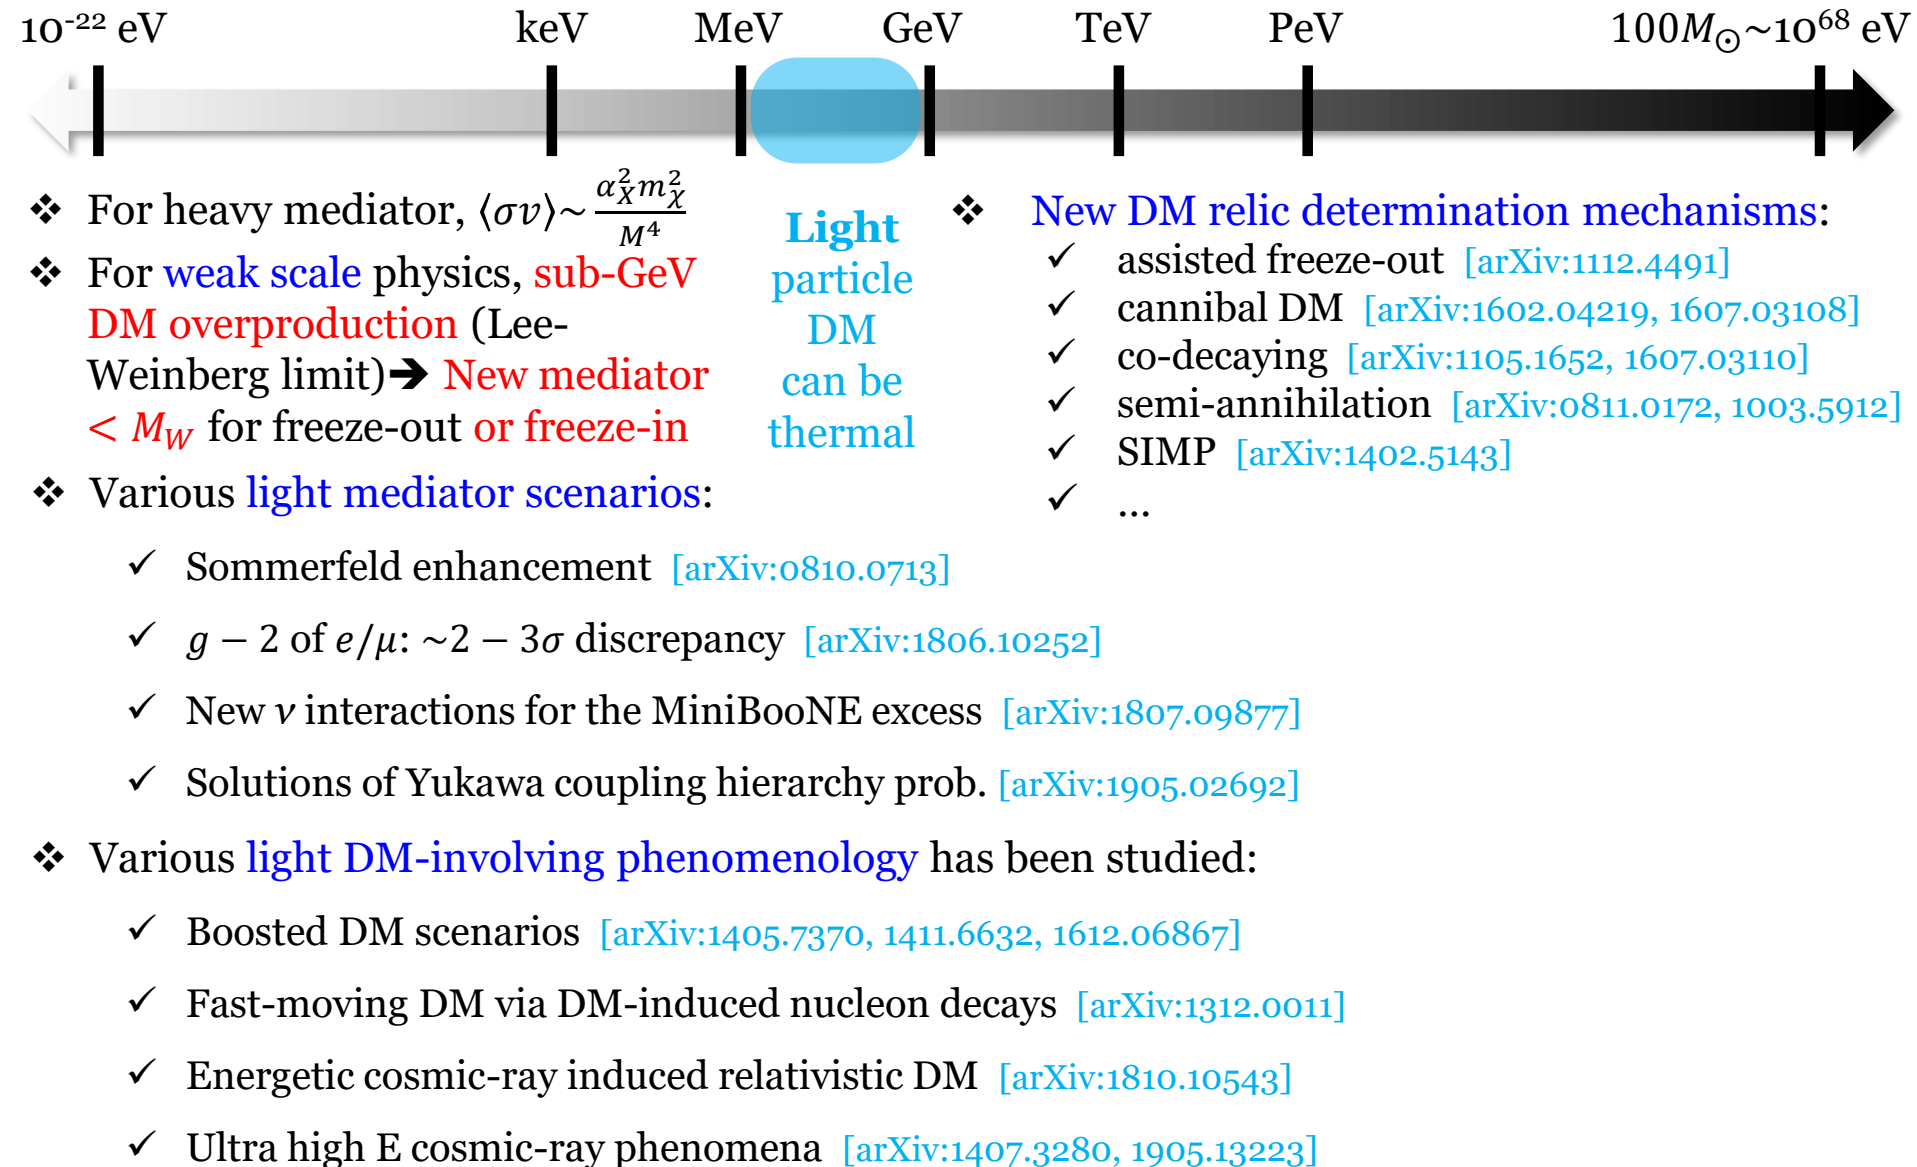 10⁻²² eV keV MeV GeV TeV PeV 100M☉~10⁶⁸ eV
❖ For heavy mediator, ⟨σv⟩~ α_X² m_χ² / M⁴
❖ For weak scale physics, sub-GeV
DM overproduction (Lee-
Weinberg limit)➔ New mediator
< M_W for freeze-out or freeze-in
Light
particle
DM
can be
thermal
❖ New DM relic determination mechanisms:
✓ assisted freeze-out [arXiv:1112.4491]
✓ cannibal DM [arXiv:1602.04219, 1607.03108]
✓ co-decaying [arXiv:1105.1652, 1607.03110]
✓ semi-annihilation [arXiv:0811.0172, 1003.5912]
✓ SIMP [arXiv:1402.5143]
✓ ...
❖ Various light mediator scenarios:
✓ Sommerfeld enhancement [arXiv:0810.0713]
✓ g − 2 of e/μ: ~2 − 3σ discrepancy [arXiv:1806.10252]
✓ New ν interactions for the MiniBooNE excess [arXiv:1807.09877]
✓ Solutions of Yukawa coupling hierarchy prob. [arXiv:1905.02692]
❖ Various light DM-involving phenomenology has been studied:
✓ Boosted DM scenarios [arXiv:1405.7370, 1411.6632, 1612.06867]
✓ Fast-moving DM via DM-induced nucleon decays [arXiv:1312.0011]
✓ Energetic cosmic-ray induced relativistic DM [arXiv:1810.10543]
✓ Ultra high E cosmic-ray phenomena [arXiv:1407.3280, 1905.13223]